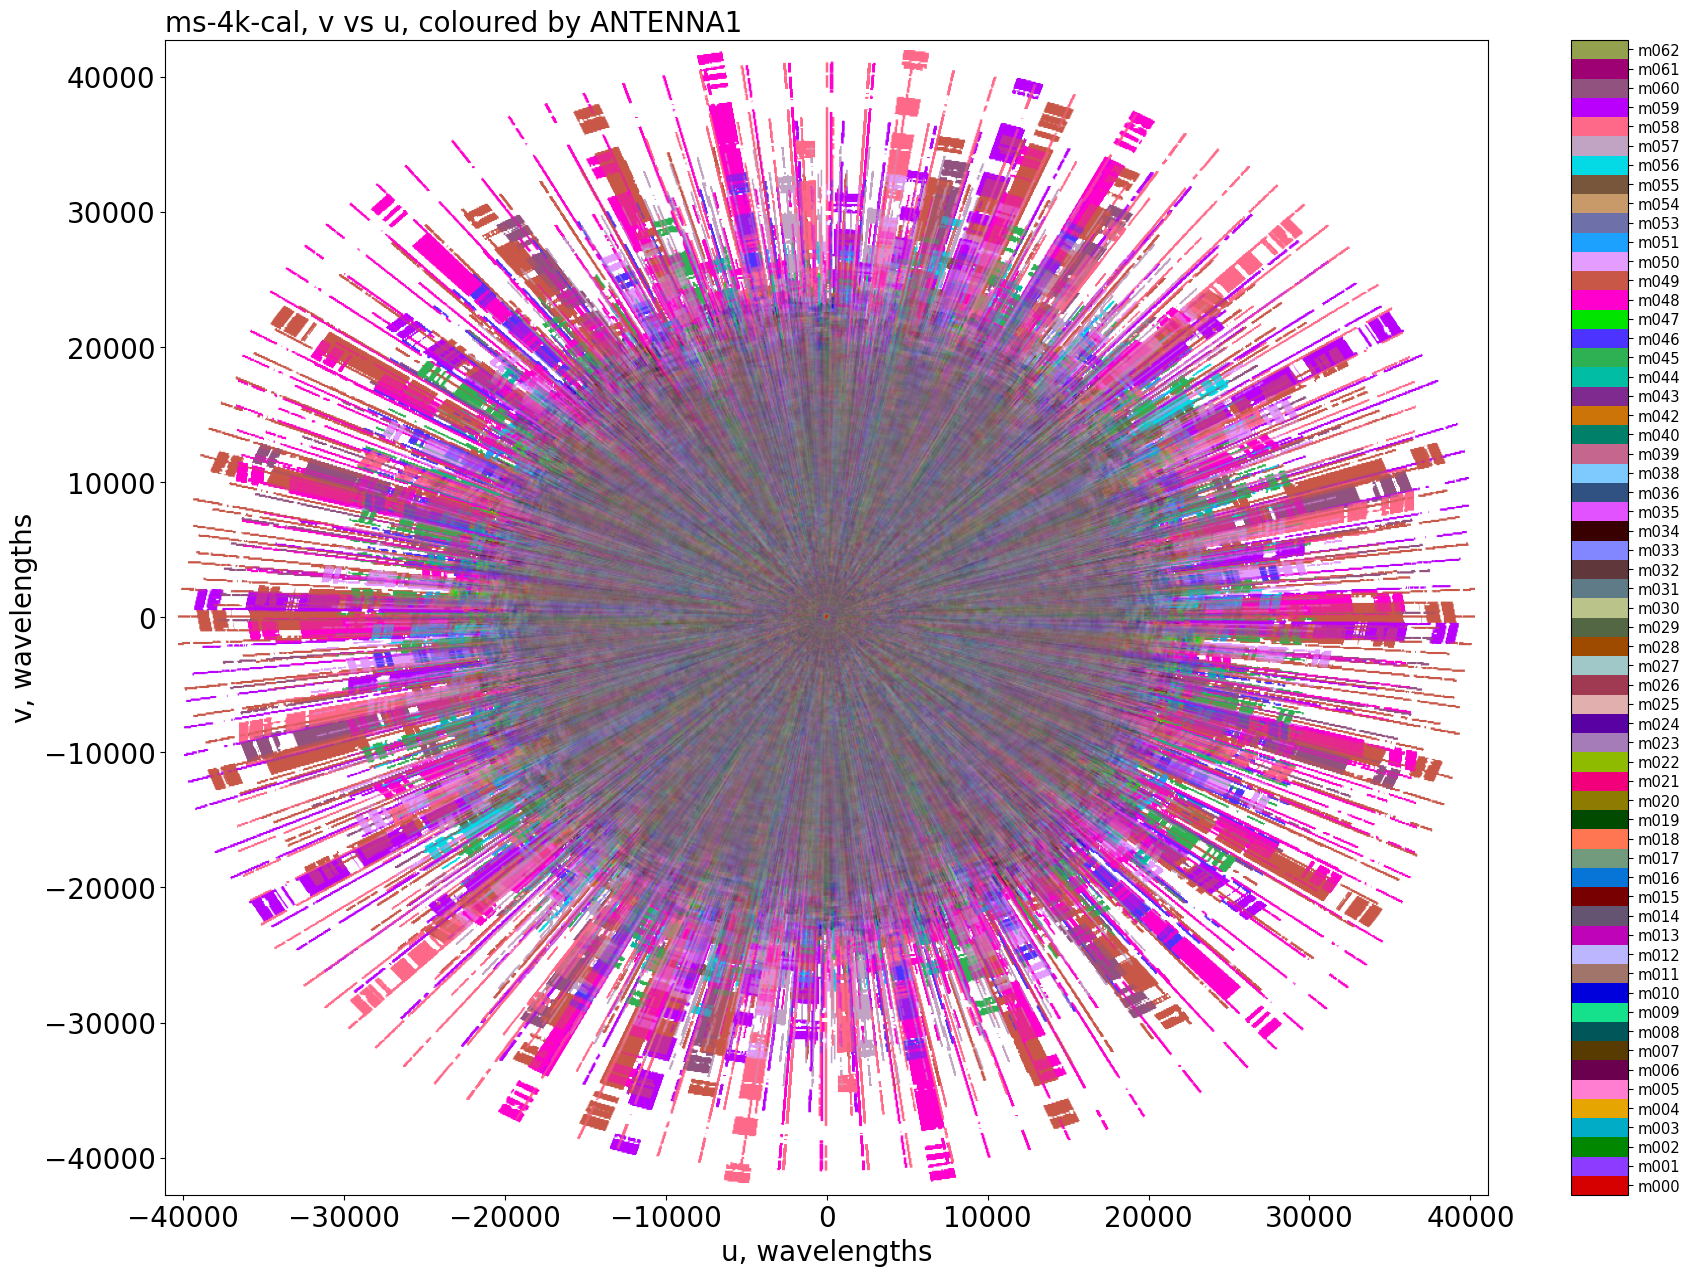 ms-4k-cal, v vs u, coloured by ANTENNA1
40000
30000
20000
10000
0
−10000
−20000
−30000
−40000
v, wavelengths
−40000 −30000 −20000 −10000 0 10000 20000 30000 40000
u, wavelengths
m062
m061
m060
m059
m058
m057
m056
m055
m054
m053
m051
m050
m049
m048
m047
m046
m045
m044
m043
m042
m040
m039
m038
m036
m035
m034
m033
m032
m031
m030
m029
m028
m027
m026
m025
m024
m023
m022
m021
m020
m019
m018
m017
m016
m015
m014
m013
m012
m011
m010
m009
m008
m007
m006
m005
m004
m003
m002
m001
m000